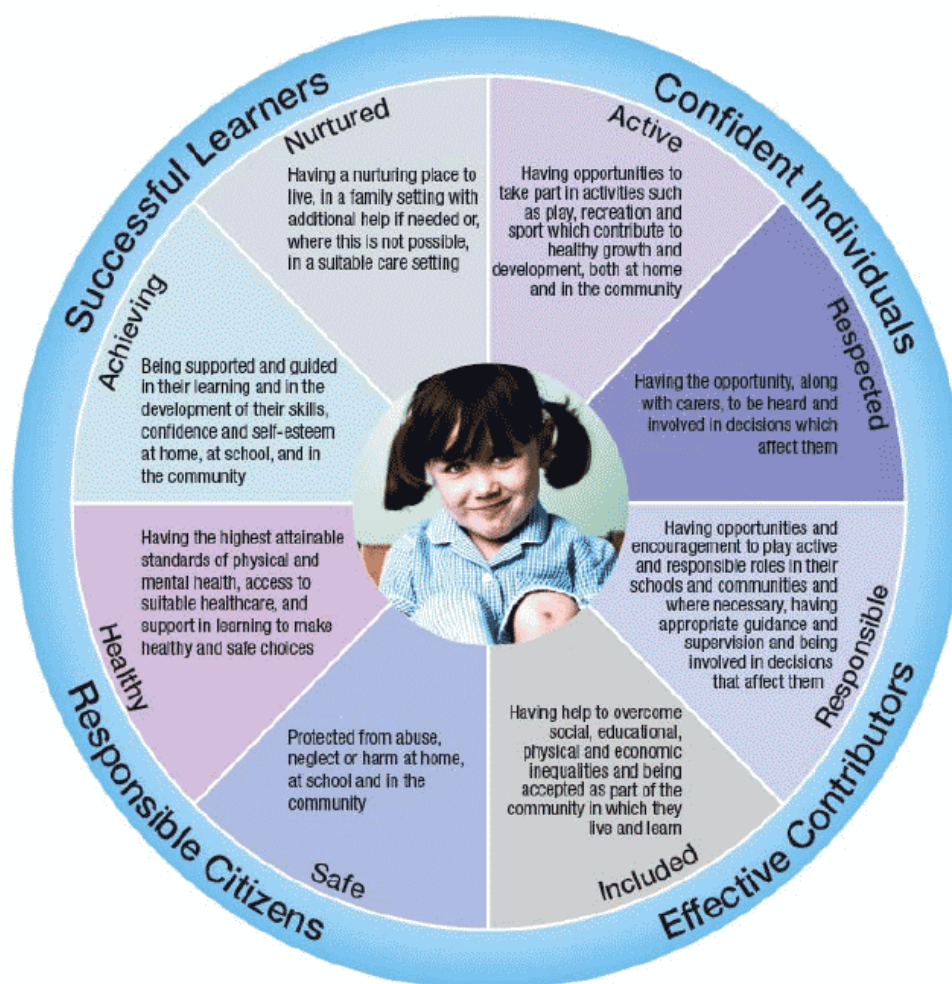 Successful Learners
Confident Individuals
Nurtured
Having a nurturing place to
live, in a family setting with
additional help if needed or,
where this is not possible,
in a suitable care setting
Active
Having opportunities to
take part in activities such
as play, recreation and
sport which contribute to
healthy growth and
development, both at home
and in the community
Achieving
Being supported and guided
in their learning and in the
development of their skills,
confidence and self-esteem
at home, at school, and in
the community
Respected
Having the opportunity, along
with carers, to be heard and
involved in decisions which
affect them
Healthy
Having the highest attainable
standards of physical and
mental health, access to
suitable healthcare, and
support in learning to make
healthy and safe choices
Responsible
Having opportunities and
encouragement to play active
and responsible roles in their
schools and communities and
where necessary, having
appropriate guidance and
supervision and being
involved in decisions
that affect them
Safe
Protected from abuse,
neglect or harm at home,
at school and in the
community
Included
Having help to overcome
social, educational,
physical and economic
inequalities and being
accepted as part of the
community in which they
live and learn
Responsible Citizens
Effective Contributors